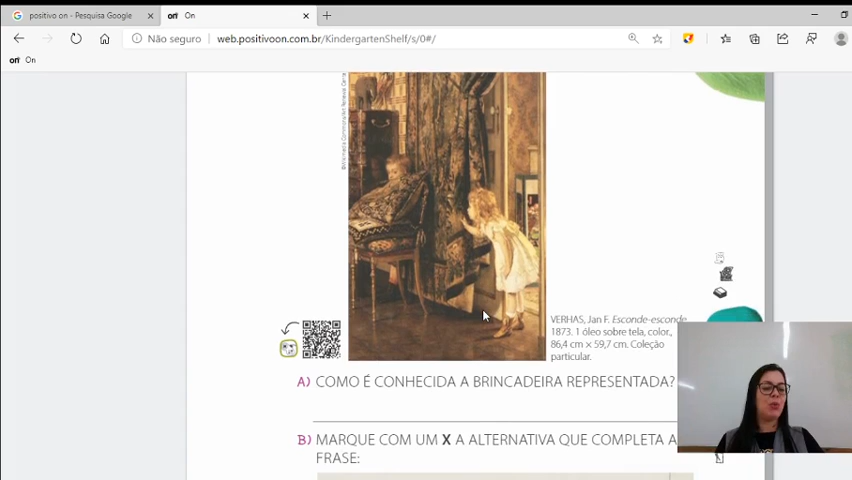 positivo on - Pesquisa Google
On
Não seguro
web.positivoon.com.br/KindergartenShelf/s/0#/
on On
VERHAS, Jan F. Esconde-esconde.
1873. 1 óleo sobre tela, color.,
86,4 cm × 59,7 cm. Coleção
particular.
A) COMO É CONHECIDA A BRINCADEIRA REPRESENTADA?
B) MARQUE COM UM X A ALTERNATIVA QUE COMPLETA A
FRASE: